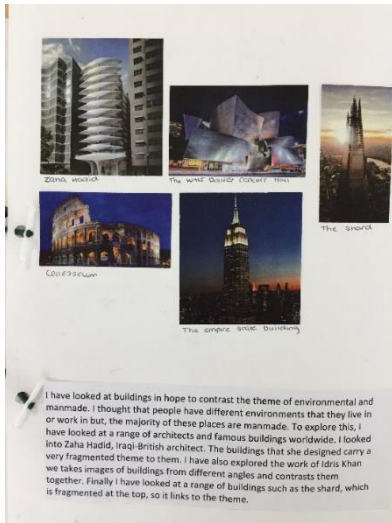 Zaha Hadid
The Walt Disney Concert Hall
The shard
Colleseum
The empire state building
I have looked at buildings in hope to contrast the theme of environmental and
manmade. I thought that people have different environments that they live in
or work in but, the majority of these places are manmade. To explore this, I
have looked at a range of architects and famous buildings worldwide. I looked
into Zaha Hadid, Iraqi-British architect. The buildings that she designed carry a
very fragmented theme to them. I have also explored the work of Idris Khan
we takes images of buildings from different angles and contrasts them
together. Finally I have looked at a range of buildings such as the shard, which
is fragmented at the top, so it links to the theme.